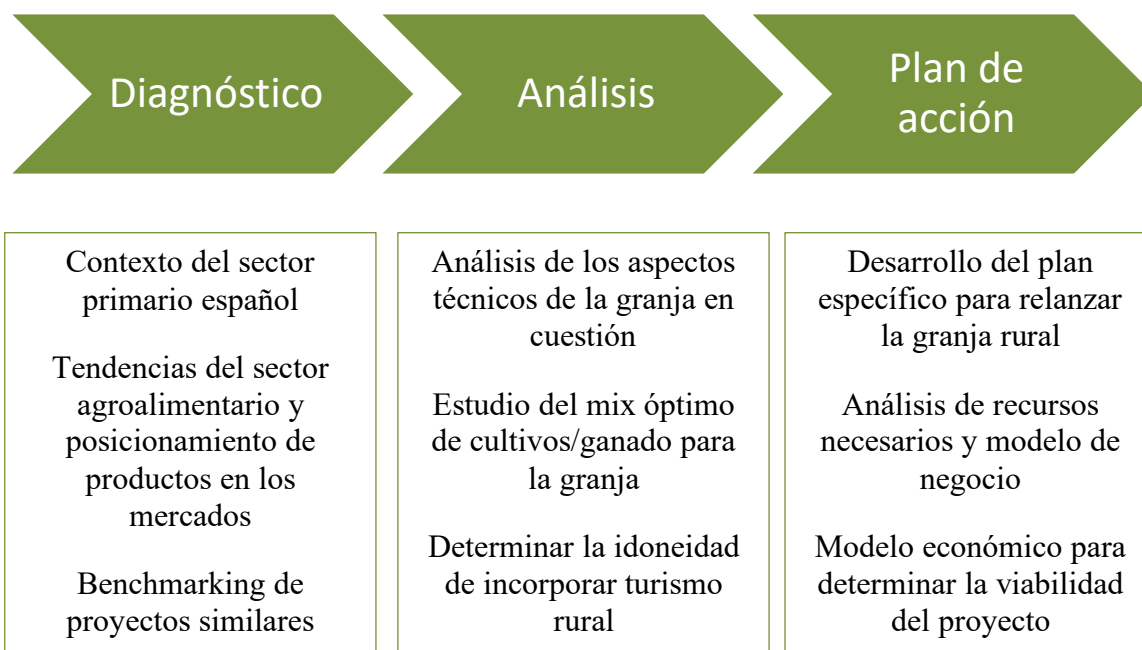 Diagnóstico
Análisis
Plan de
acción
Contexto del sector
primario español
Tendencias del sector
agroalimentario y
posicionamiento de
productos en los
mercados
Benchmarking de
proyectos similares
Análisis de los aspectos
técnicos de la granja en
cuestión
Estudio del mix óptimo
de cultivos/ganado para
la granja
Determinar la idoneidad
de incorporar turismo
rural
Desarrollo del plan
específico para relanzar
la granja rural
Análisis de recursos
necesarios y modelo de
negocio
Modelo económico para
determinar la viabilidad
del proyecto